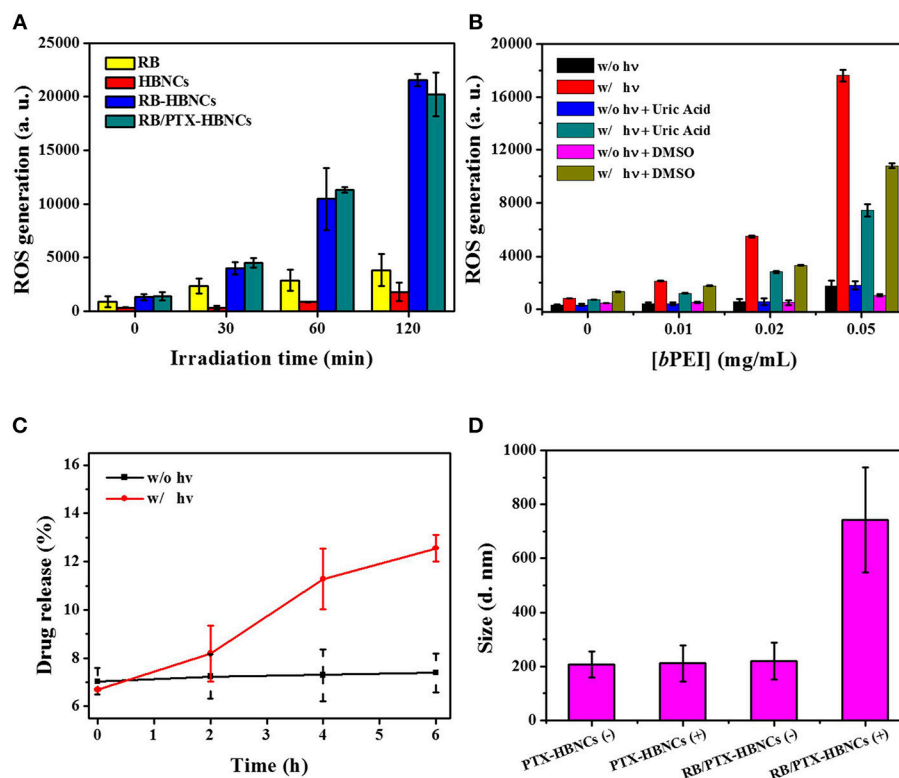 A
ROS generation (a. u.)
25000
20000
15000
10000
5000
0
RB
HBNCs
RB-HBNCs
RB/PTX-HBNCs
0 30 60 120
Irradiation time (min)
B
ROS generation (a. u.)
20000
16000
12000
8000
4000
0
w/o hν
w/ hν
w/o hν + Uric Acid
w/ hν + Uric Acid
w/o hν + DMSO
w/ hν + DMSO
0 0.01 0.02 0.05
[bPEI] (mg/mL)
C
Drug release (%)
16
14
12
10
8
6
w/o hv
w/ hv
0 1 2 3 4 5 6
Time (h)
D
Size (d. nm)
1000
800
600
400
200
0
PTX-HBNCs (-)
PTX-HBNCs (+)
RB/PTX-HBNCs (-)
RB/PTX-HBNCs (+)